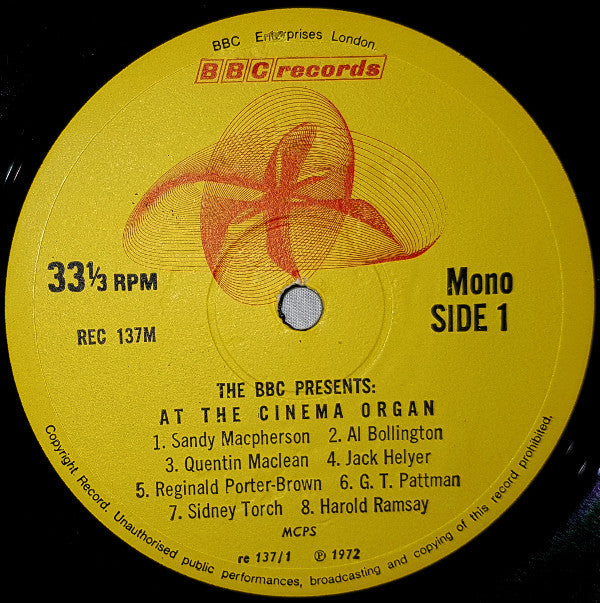 BBC Enterprises London.
BBC records
33⅓ RPM
Mono
REC 137M
SIDE 1
THE BBC PRESENTS:
AT THE CINEMA ORGAN
1. Sandy Macpherson 2. Al Bollington
3. Quentin Maclean 4. Jack Helyer
5. Reginald Porter-Brown 6. G. T. Pattman
7. Sidney Torch 8. Harold Ramsay
MCPS
re 137/1 ℗ 1972
Copyright Record. Unauthorised public performances, broadcasting and copying of this record prohibited.